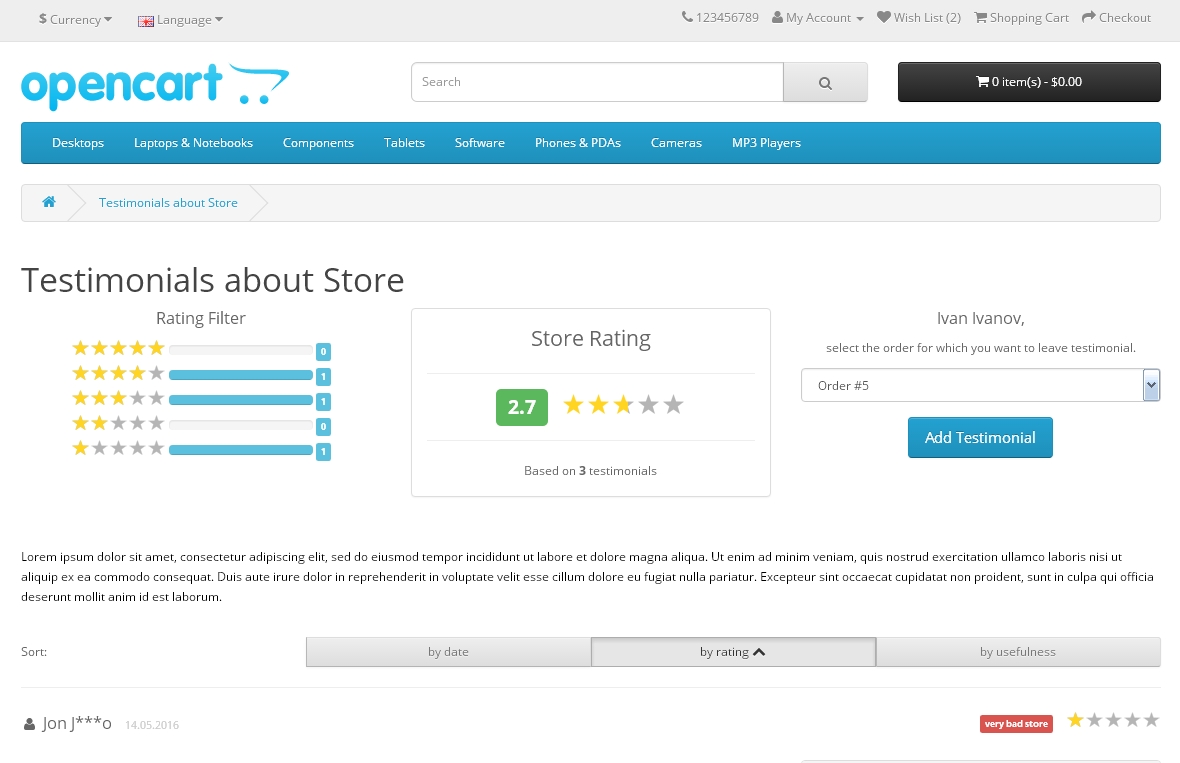 $ Currency Language 123456789 My Account Wish List (2) Shopping Cart Checkout
opencart Search 0 item(s) - $0.00
Desktops Laptops & Notebooks Components Tablets Software Phones & PDAs Cameras MP3 Players
Testimonials about Store
Testimonials about Store
Rating Filter
0
1
1
0
1
Store Rating
2.7
Based on 3 testimonials
Ivan Ivanov,
select the order for which you want to leave testimonial.
Order #5
Add Testimonial
Lorem ipsum dolor sit amet, consectetur adipiscing elit, sed do eiusmod tempor incididunt ut labore et dolore magna aliqua. Ut enim ad minim veniam, quis nostrud exercitation ullamco laboris nisi ut
aliquip ex ea commodo consequat. Duis aute irure dolor in reprehenderit in voluptate velit esse cillum dolore eu fugiat nulla pariatur. Excepteur sint occaecat cupidatat non proident, sunt in culpa qui officia
deserunt mollit anim id est laborum.
Sort: by date by rating by usefulness
Jon J***o 14.05.2016 very bad store